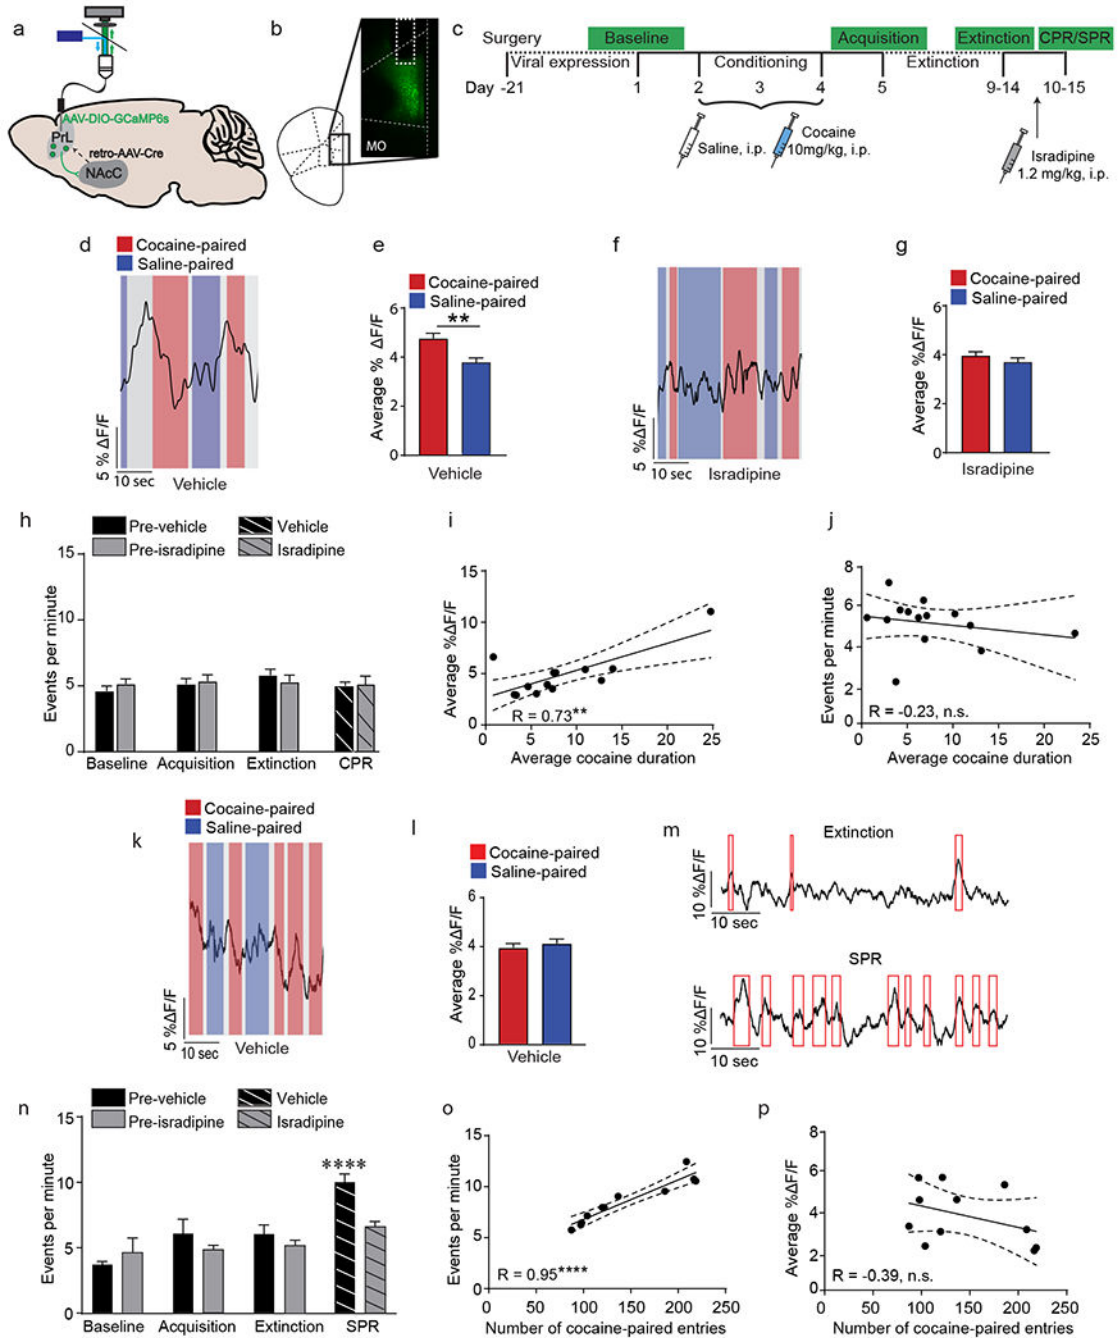 a
AAV-DIO-GCaMP6s
PrL
retro-AAV-Cre
NAcC
b
MO
c
Surgery
Baseline
Acquisition
Extinction
CPR/SPR
Viral expression
Conditioning
Extinction
Day -21
1
2
3
4
5
9-14
10-15
Saline, i.p.
Cocaine
10mg/kg, i.p.
Isradipine
1.2 mg/kg, i.p.
d
Cocaine-paired
Saline-paired
5 % ΔF/F
10 sec
Vehicle
e
Cocaine-paired
Saline-paired
Average % ΔF/F
6
4
2
0
**
Vehicle
f
Cocaine-paired
Saline-paired
5 %ΔF/F
10 sec
Isradipine
g
Cocaine-paired
Saline-paired
Average %ΔF/F
6
4
2
0
Isradipine
h
Pre-vehicle
Vehicle
Pre-isradipine
Isradipine
Events per minute
15
10
5
0
Baseline
Acquisition
Extinction
CPR
i
Average %ΔF/F
15
10
5
0
R = 0.73**
0 5 10 15 20 25
Average cocaine duration
j
Events per minute
8
6
4
2
0
R = -0.23, n.s.
0 5 10 15 20 25
Average cocaine duration
k
Cocaine-paired
Saline-paired
5 %ΔF/F
10 sec
Vehicle
l
Cocaine-paired
Saline-paired
Average %ΔF/F
6
4
2
0
Vehicle
m
Extinction
10 %ΔF/F
10 sec
SPR
10 %ΔF/F
10 sec
n
Pre-vehicle
Vehicle
Pre-isradipine
Isradipine
Events per minute
15
10
5
0
****
Baseline
Acquisition
Extinction
SPR
o
Events per minute
15
10
5
0
R = 0.95****
0 50 100 150 200 250
Number of cocaine-paired entries
p
Average %ΔF/F
8
6
4
2
0
R = -0.39, n.s.
0 50 100 150 200 250
Number of cocaine-paired entries